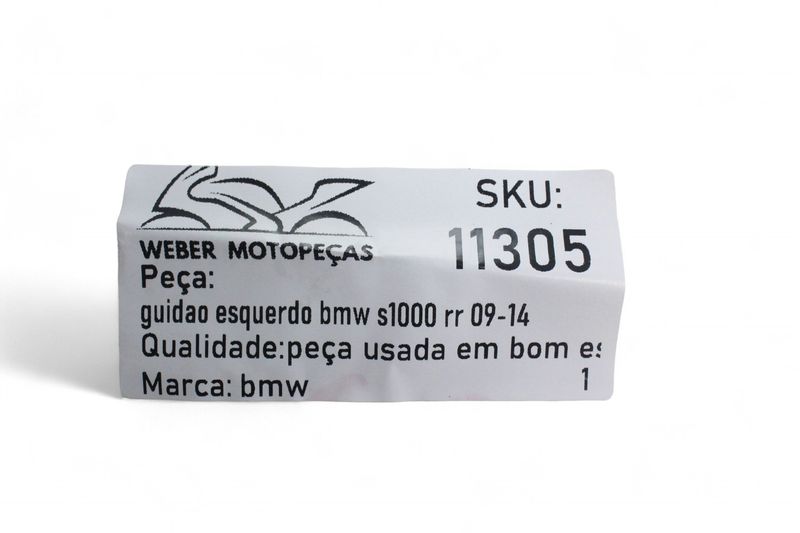 WEBER MOTOPEÇAS
SKU:
11305
Peça:
guidao esquerdo bmw s1000 rr 09-14
Qualidade:peça usada em bom es
Marca: bmw
1